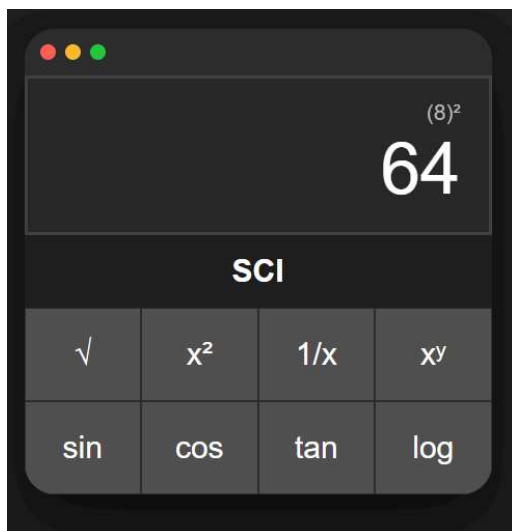 (8)²
64
SCI
√ x² 1/x xʸ
sin cos tan log